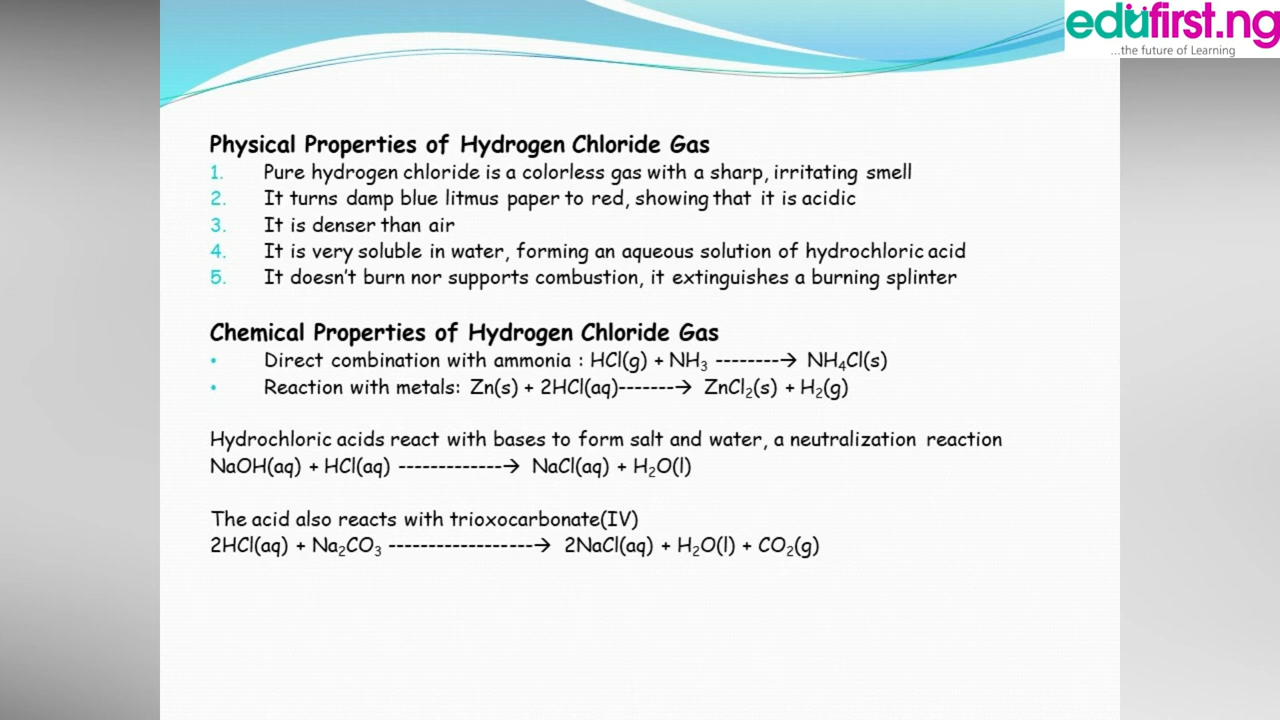 edufirst.ng
...the future of Learning
Physical Properties of Hydrogen Chloride Gas
1. Pure hydrogen chloride is a colorless gas with a sharp, irritating smell
2. It turns damp blue litmus paper to red, showing that it is acidic
3. It is denser than air
4. It is very soluble in water, forming an aqueous solution of hydrochloric acid
5. It doesn't burn nor supports combustion, it extinguishes a burning splinter
Chemical Properties of Hydrogen Chloride Gas
• Direct combination with ammonia : HCl(g) + NH₃ --------→ NH₄Cl(s)
• Reaction with metals: Zn(s) + 2HCl(aq)-------→ ZnCl₂(s) + H₂(g)
Hydrochloric acids react with bases to form salt and water, a neutralization reaction
NaOH(aq) + HCl(aq) -------------→ NaCl(aq) + H₂O(l)
The acid also reacts with trioxocarbonate(IV)
2HCl(aq) + Na₂CO₃ ------------------→ 2NaCl(aq) + H₂O(l) + CO₂(g)